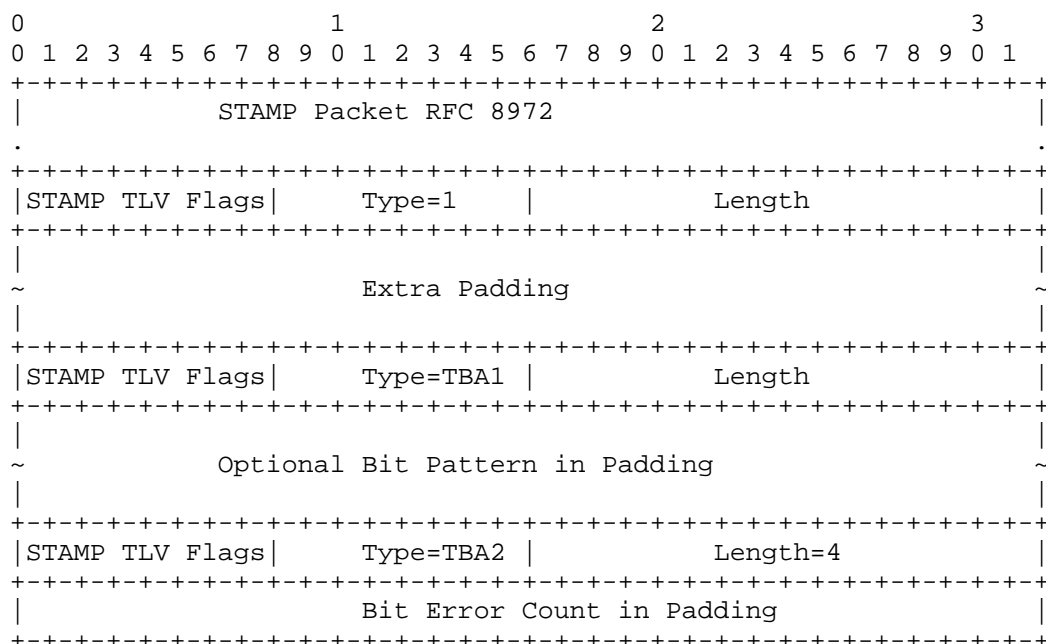 0                   1                   2                   3
0 1 2 3 4 5 6 7 8 9 0 1 2 3 4 5 6 7 8 9 0 1 2 3 4 5 6 7 8 9 0 1
+-+-+-+-+-+-+-+-+-+-+-+-+-+-+-+-+-+-+-+-+-+-+-+-+-+-+-+-+-+-+-+-+
|            STAMP Packet RFC 8972                              |
.                                                               .
+-+-+-+-+-+-+-+-+-+-+-+-+-+-+-+-+-+-+-+-+-+-+-+-+-+-+-+-+-+-+-+-+
|STAMP TLV Flags|     Type=1    |           Length              |
+-+-+-+-+-+-+-+-+-+-+-+-+-+-+-+-+-+-+-+-+-+-+-+-+-+-+-+-+-+-+-+-+
|                                                               |
~                     Extra Padding                             ~
|                                                               |
+-+-+-+-+-+-+-+-+-+-+-+-+-+-+-+-+-+-+-+-+-+-+-+-+-+-+-+-+-+-+-+-+
|STAMP TLV Flags|     Type=TBA1 |           Length              |
+-+-+-+-+-+-+-+-+-+-+-+-+-+-+-+-+-+-+-+-+-+-+-+-+-+-+-+-+-+-+-+-+
|                                                               |
~            Optional Bit Pattern in Padding                    ~
|                                                               |
+-+-+-+-+-+-+-+-+-+-+-+-+-+-+-+-+-+-+-+-+-+-+-+-+-+-+-+-+-+-+-+-+
|STAMP TLV Flags|     Type=TBA2 |           Length=4            |
+-+-+-+-+-+-+-+-+-+-+-+-+-+-+-+-+-+-+-+-+-+-+-+-+-+-+-+-+-+-+-+-+
|                     Bit Error Count in Padding                |
+-+-+-+-+-+-+-+-+-+-+-+-+-+-+-+-+-+-+-+-+-+-+-+-+-+-+-+-+-+-+-+-+